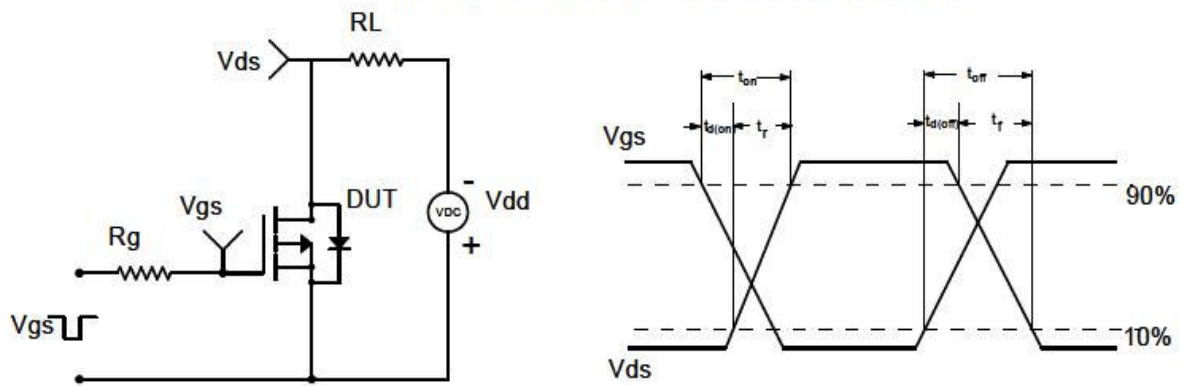 RL
Vds
Vgs
DUT
-
VDC
Vdd
+
Rg
Vgs
ton
toff
td(on)
tr
td(off)
tf
Vgs
90%
10%
Vds